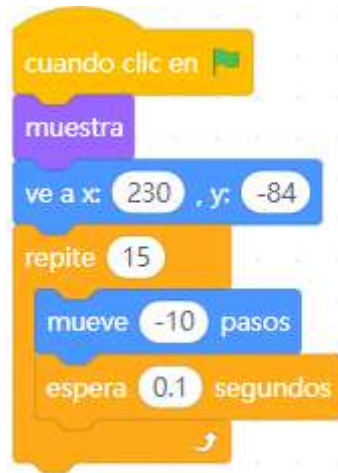 cuando clic en
muestra
ve a x: 230 , y: -84
repite 15
mueve -10 pasos
espera 0.1 segundos